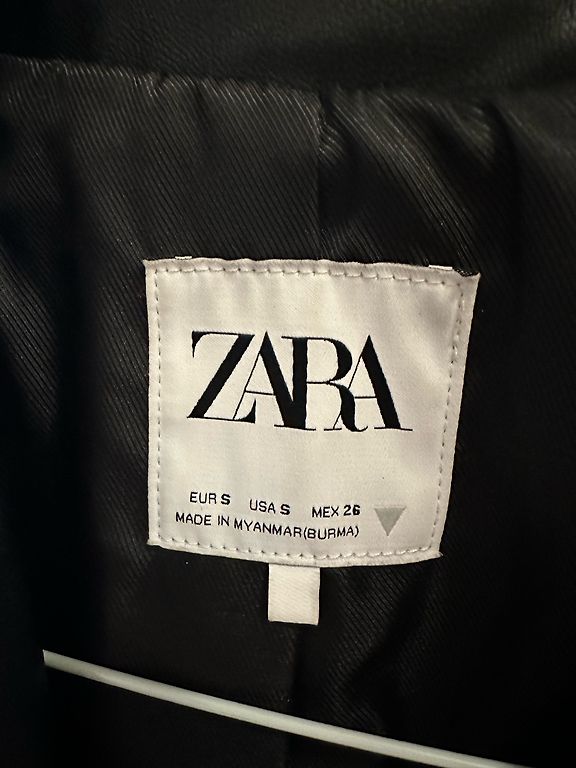 ZARA
EUR S USA S MEX 26
MADE IN MYANMAR(BURMA)